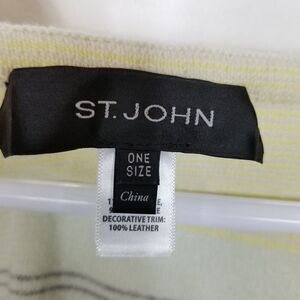 ST. JOHN
ONE
SIZE
China
DECORATIVE TRIM:
100% LEATHER